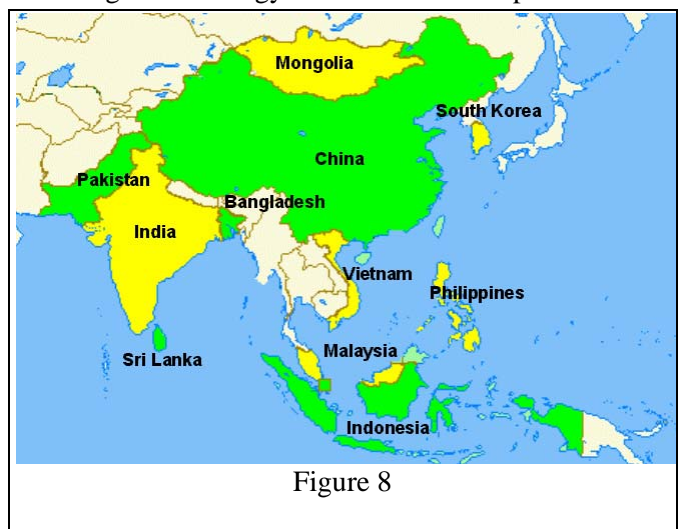 Mongolia
South Korea
China
Pakistan
Bangladesh
India
Vietnam
Philippines
Malaysia
Sri Lanka
Indonesia
Figure 8